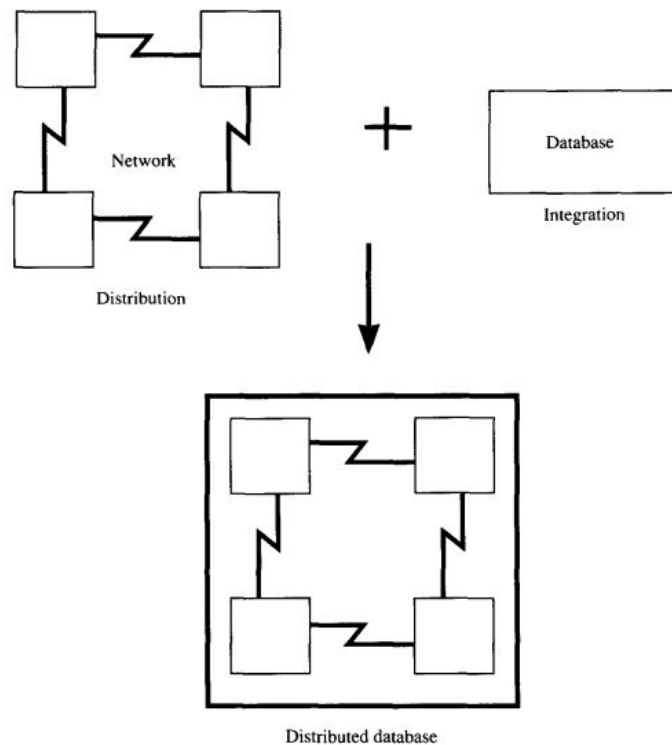 Network
Distribution
Database
Integration
Distributed database